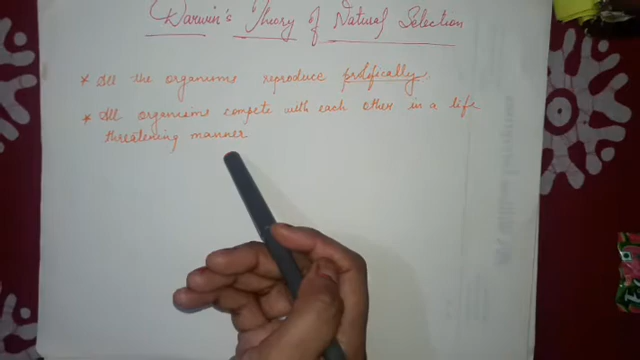 Darwin's Theory of Natural Selection
* All the organisms reproduce prolifically.
* All organisms compete with each other in a life
threatening manner